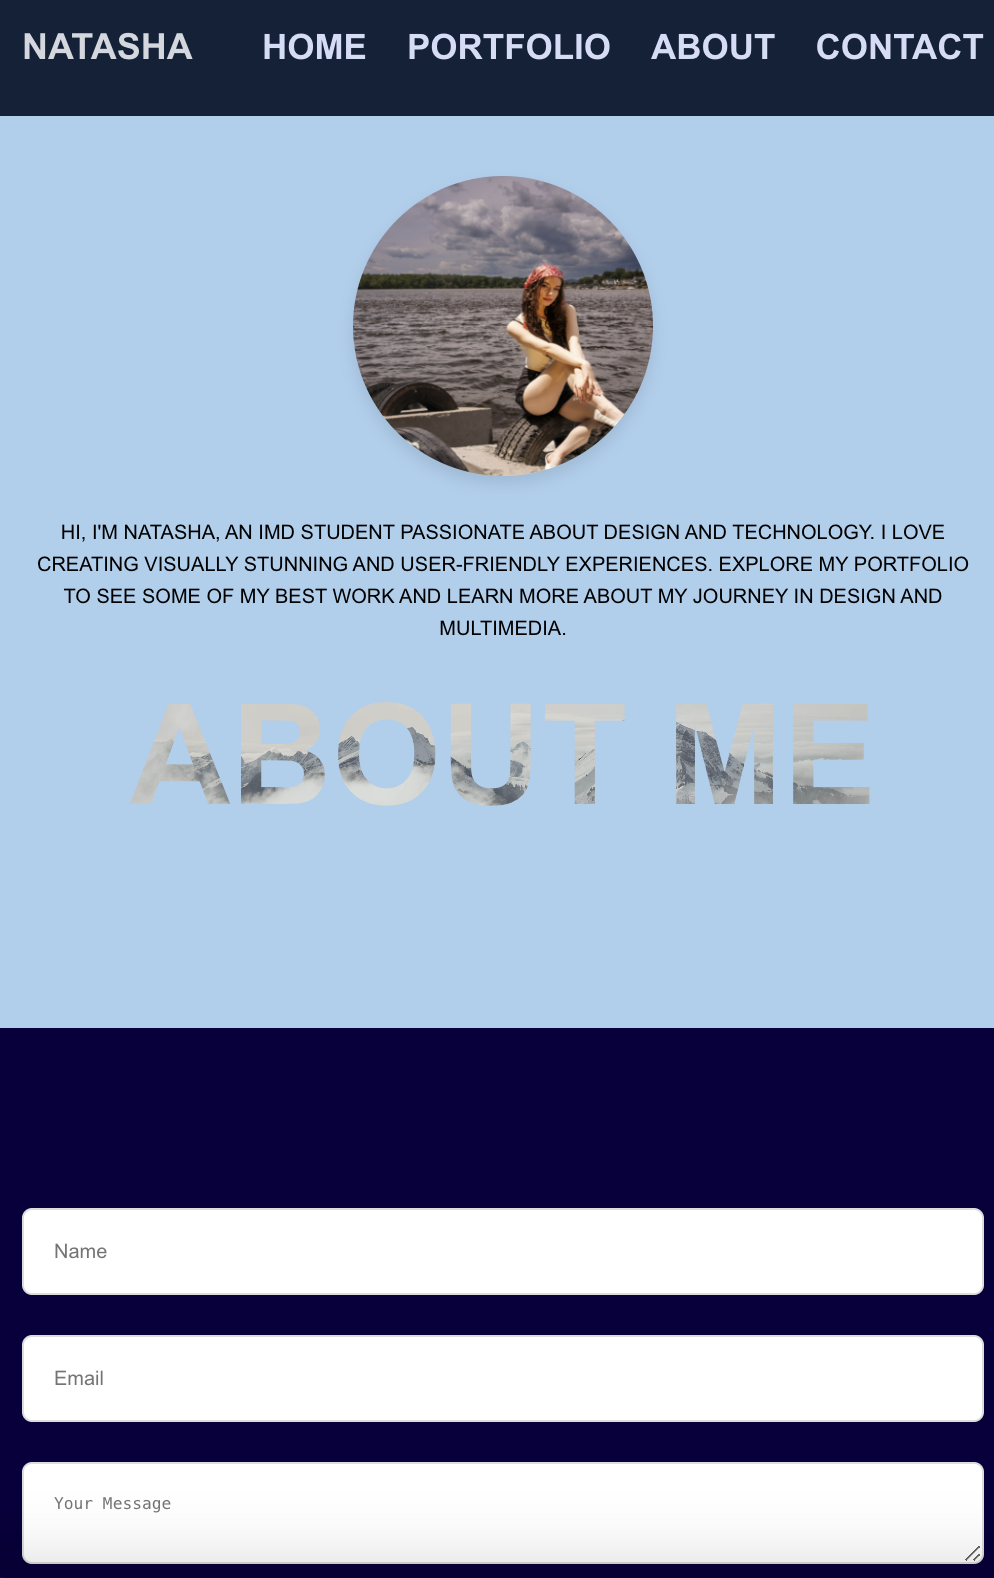 NATASHA HOME PORTFOLIO ABOUT CONTACT
HI, I'M NATASHA, AN IMD STUDENT PASSIONATE ABOUT DESIGN AND TECHNOLOGY. I LOVE
CREATING VISUALLY STUNNING AND USER-FRIENDLY EXPERIENCES. EXPLORE MY PORTFOLIO
TO SEE SOME OF MY BEST WORK AND LEARN MORE ABOUT MY JOURNEY IN DESIGN AND
MULTIMEDIA.
ABOUT ME
Name
Email
Your Message